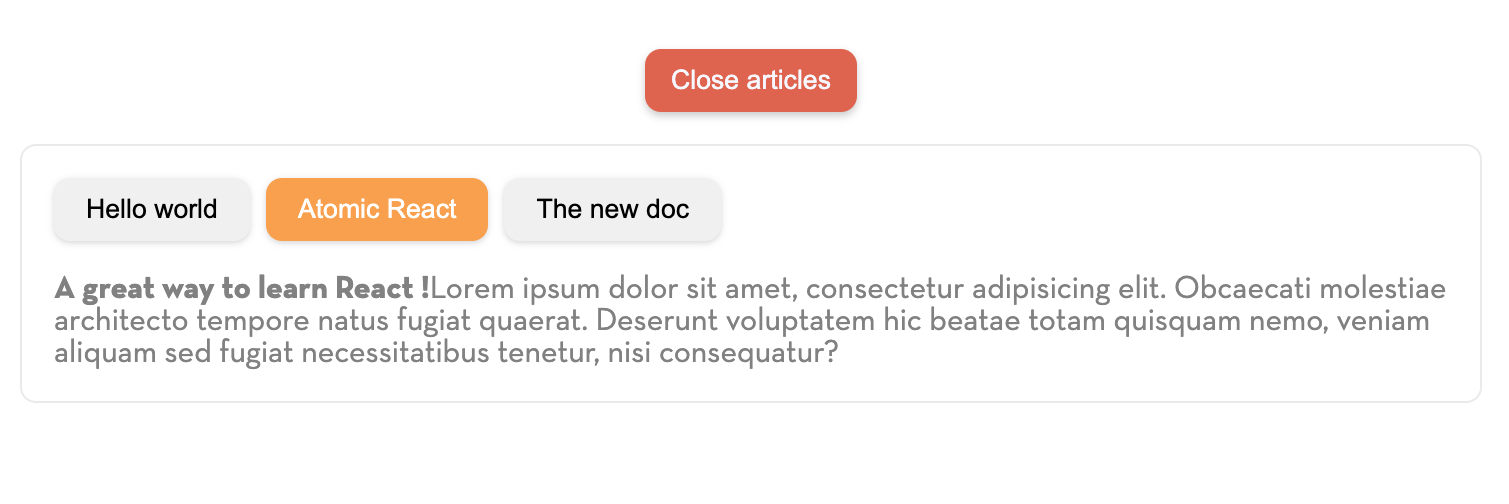 Close articles
Hello world
Atomic React
The new doc
A great way to learn React !Lorem ipsum dolor sit amet, consectetur adipisicing elit. Obcaecati molestiae
architecto tempore natus fugiat quaerat. Deserunt voluptatem hic beatae totam quisquam nemo, veniam
aliquam sed fugiat necessitatibus tenetur, nisi consequatur?